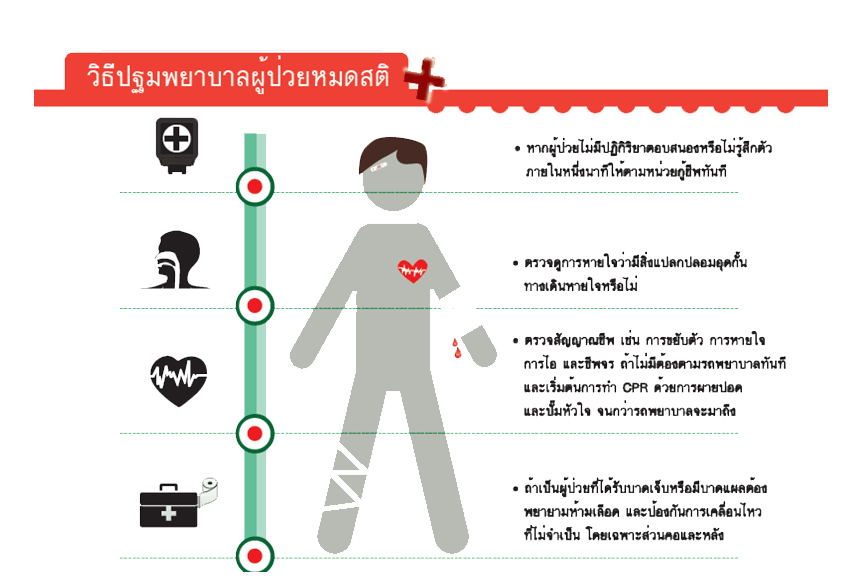 วิธีปฐมพยาบาลผู้ป่วยหมดสติ
• หากผู้ป่วยไม่มีปฏิกิริยาตอบสนองหรือไม่รู้สึกตัว
ภายในหนึ่งนาทีให้ตามหน่วยกู้ชีพทันที
• ตรวจดูการหายใจว่ามีสิ่งแปลกปลอมอุดกั้น
ทางเดินหายใจหรือไม่
• ตรวจสัญญาณชีพ เช่น การขยับตัว การหายใจ
การไอ และชีพจร ถ้าไม่มีต้องตามรถพยาบาลทันที
และเริ่มต้นการทำ CPR ด้วยการผายปอด
และปั๊มหัวใจ จนกว่ารถพยาบาลจะมาถึง
• ถ้าเป็นผู้ป่วยที่ได้รับบาดเจ็บหรือมีบาดแผลต้อง
พยายามห้ามเลือด และป้องกันการเคลื่อนไหว
ที่ไม่จำเป็น โดยเฉพาะส่วนคอและหลัง